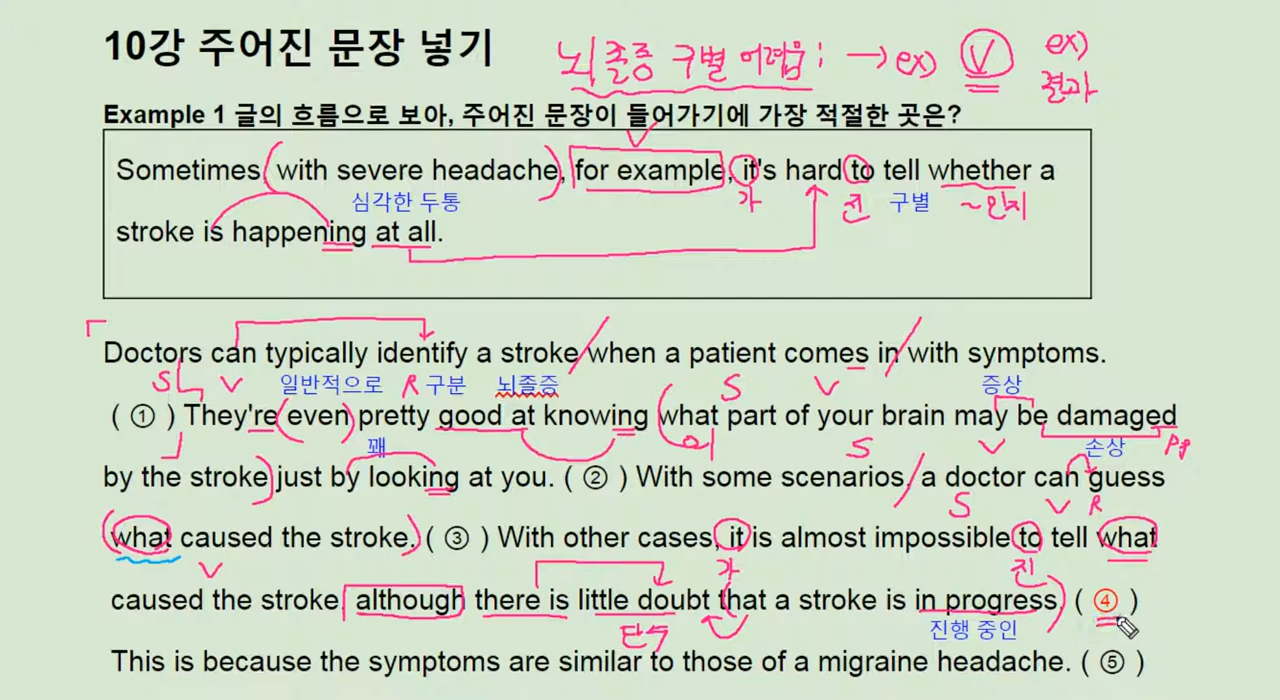 10강 주어진 문장 넣기
뇌졸증 구별 어렵움 ; → ex) V ex)
결과
Example 1 글의 흐름으로 보아, 주어진 문장이 들어가기에 가장 적절한 곳은?
Sometimes, with severe headache, for example, it's hard to tell whether a
심각한 두통 가 진 구별 ~인지
stroke is happening at all.
Doctors can typically identify a stroke when a patient comes in with symptoms.
S V 일반적으로 R 구분 뇌졸증 S V 증상
( ① ) They're even pretty good at knowing what part of your brain may be damaged
꽤 의 S V 손상 PP
by the stroke just by looking at you. ( ② ) With some scenarios, a doctor can guess
S V R
what caused the stroke. ( ③ ) With other cases, it is almost impossible to tell what
V 가 진
caused the stroke, although there is little doubt that a stroke is in progress. ( ④ )
단수 진행 중인
This is because the symptoms are similar to those of a migraine headache. ( ⑤ )